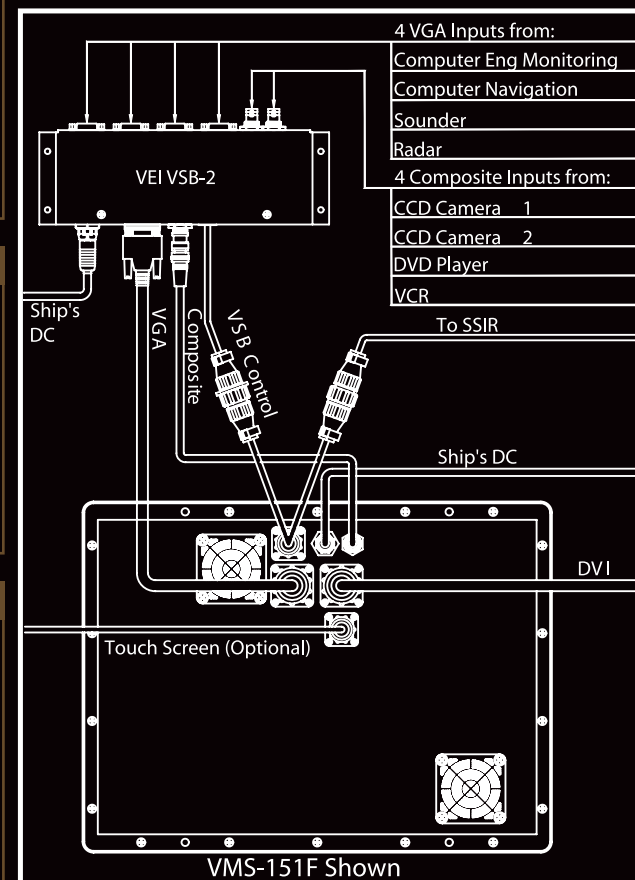 4 VGA Inputs from:
Computer Eng Monitoring
Computer Navigation
Sounder
Radar
VEI VSB-2
4 Composite Inputs from:
CCD Camera 1
CCD Camera 2
DVD Player
VCR
Ship's
DC
VGA
Composite
VSB Control
To SSIR
Ship's DC
DVI
Touch Screen (Optional)
VMS-151F Shown